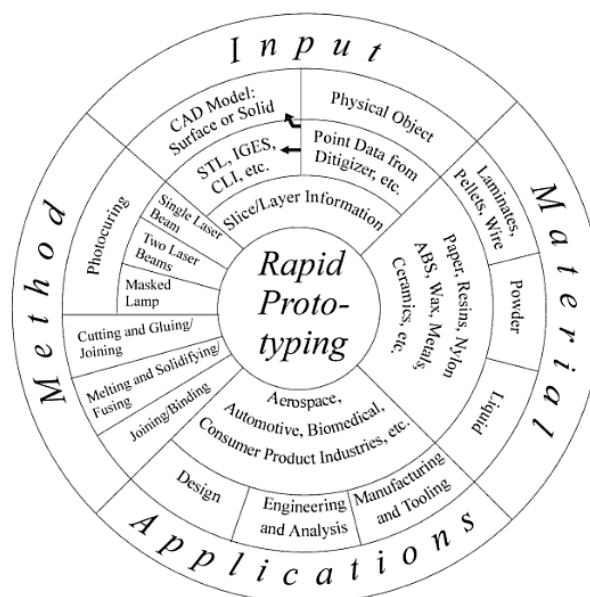 Input
CAD Model:
Surface or Solid
Physical Object
STL, IGES,
CLI, etc.
Point Data from
Ditigizer, etc.
Slice/Layer Information
Method
Photocuring
Single Laser
Beam
Two Laser
Beams
Masked
Lamp
Cutting and Gluing/
Joining
Melting and Solidifying/
Fusing
Joining/Binding
Rapid
Proto-
typing
Material
Laminates,
Pellets, Wire
Powder
Liquid
Paper, Resins, Nylon
ABS, Wax, Metals,
Ceramics, etc.
Aerospace,
Automotive, Biomedical,
Consumer Product Industries, etc.
Design
Engineering
and Analysis
Manufacturing
and Tooling
Applications